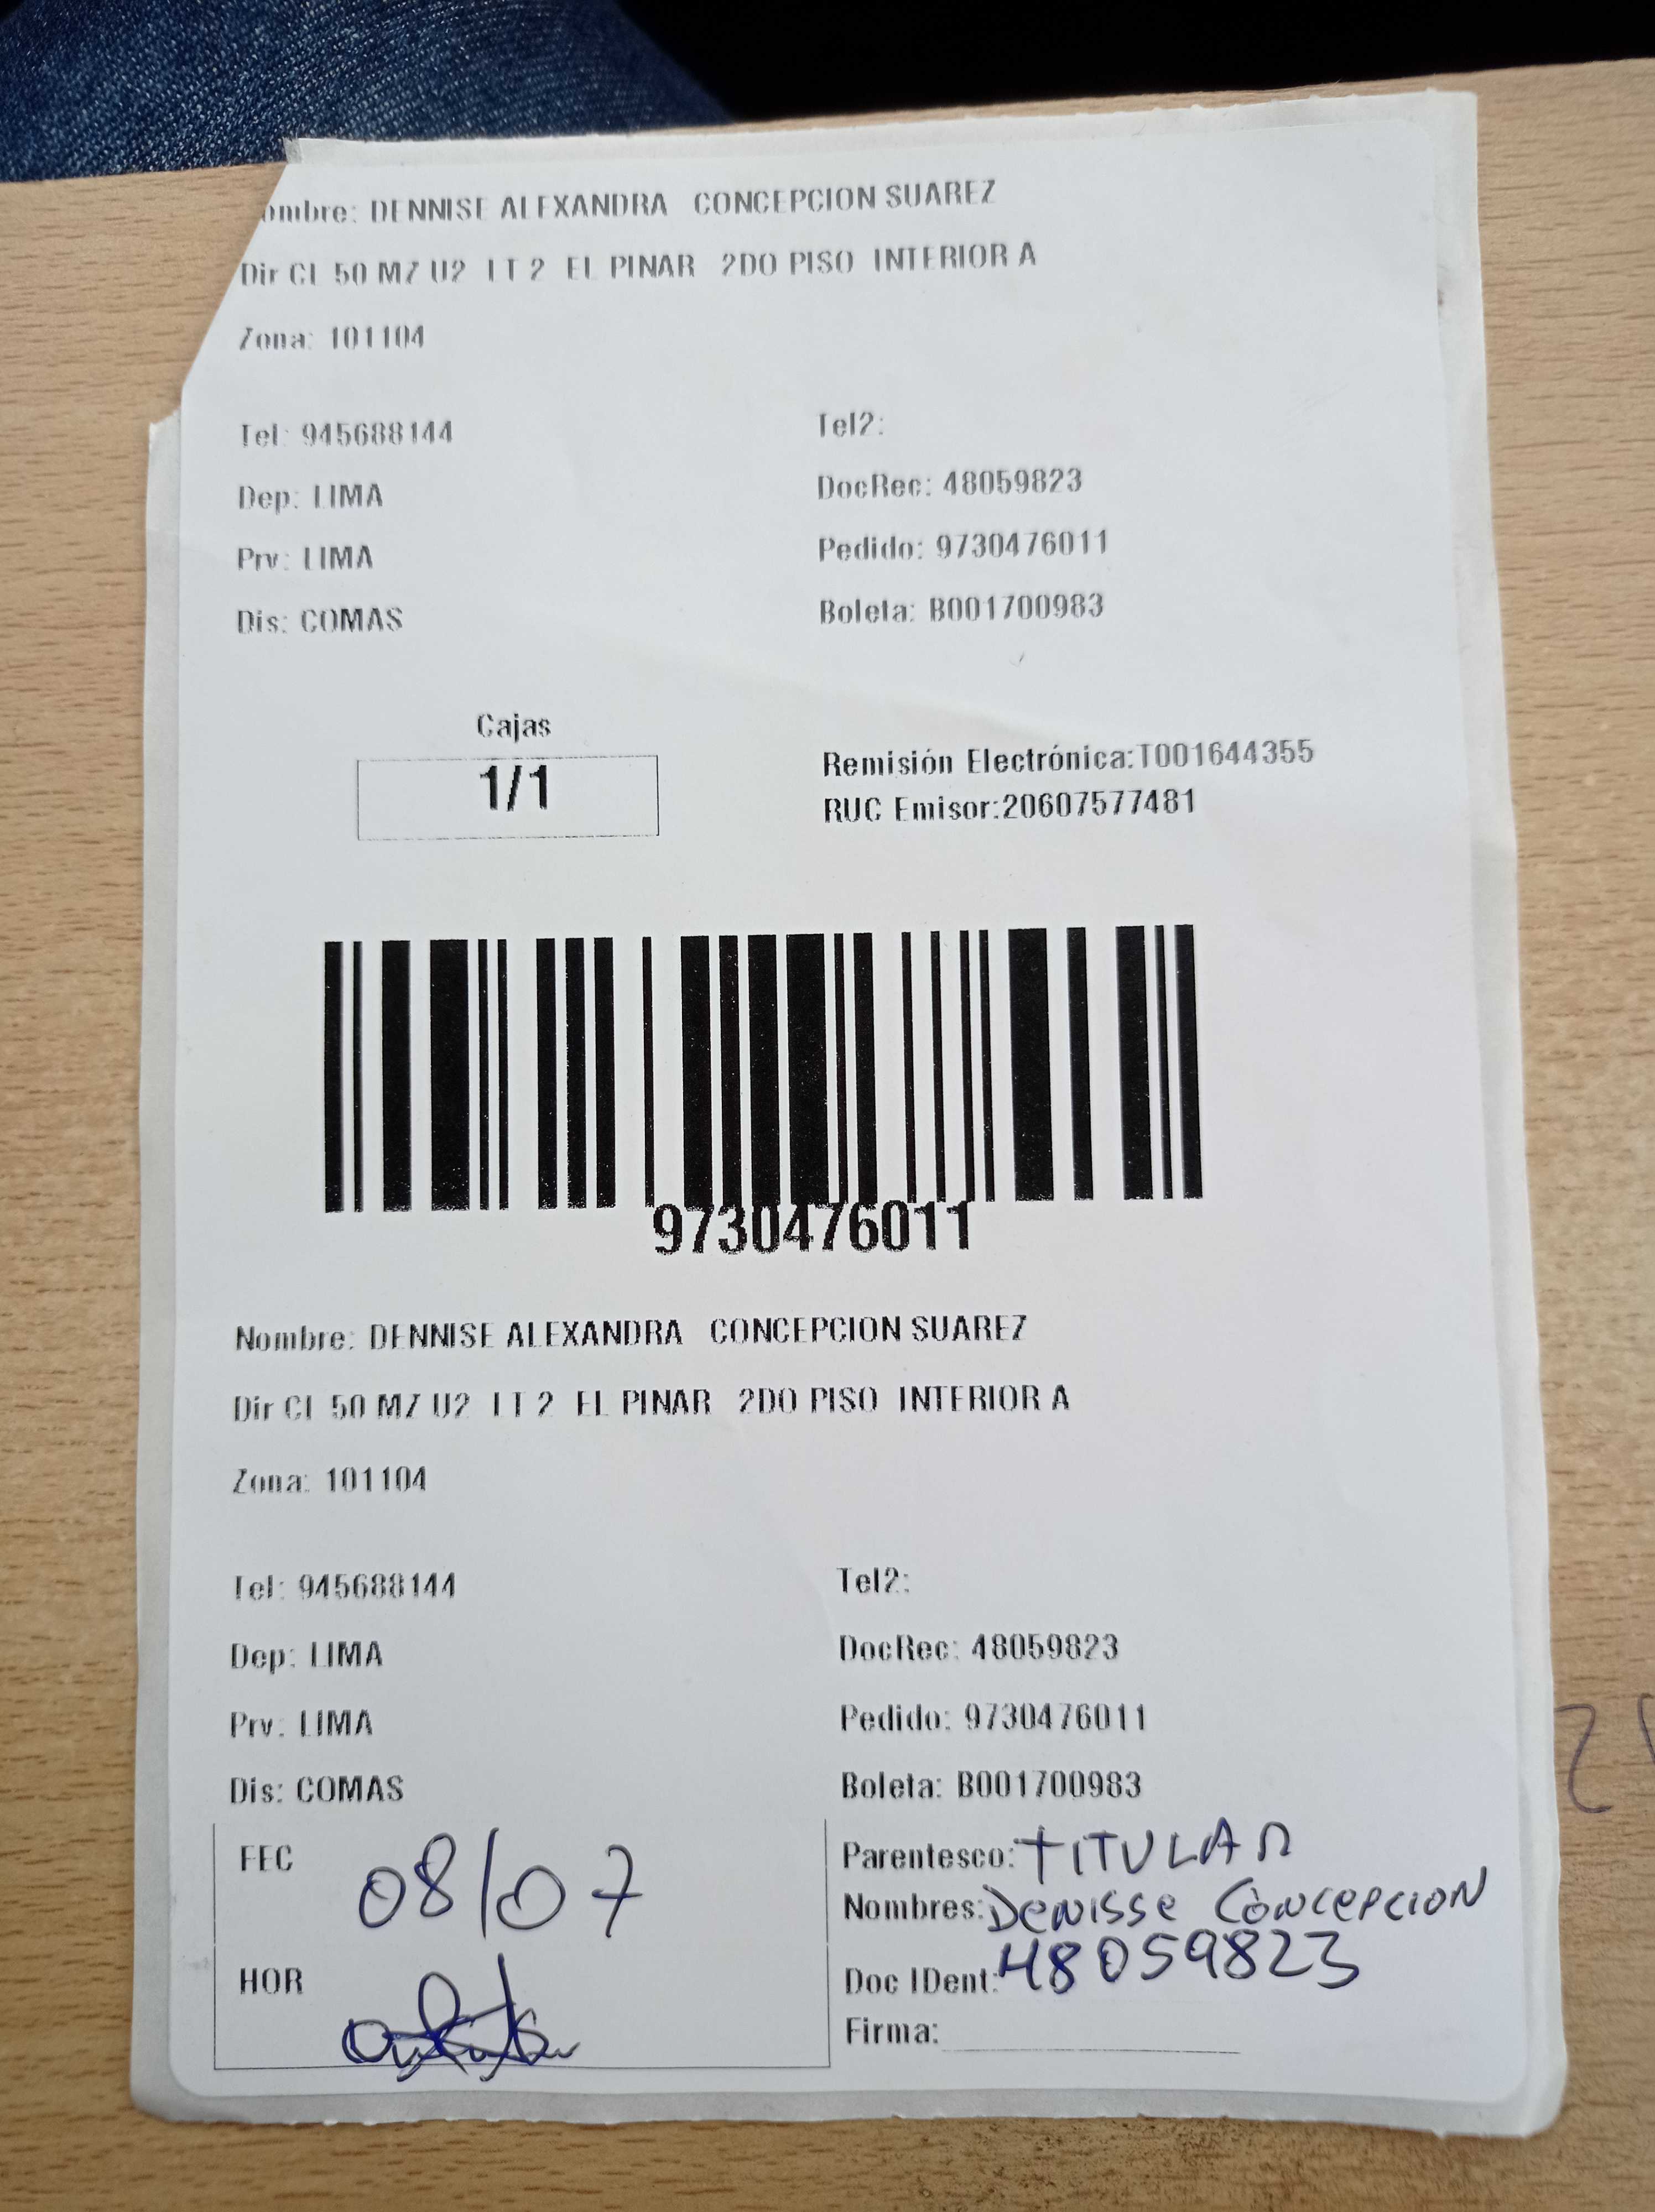 ombre: DENNISE ALEXANDRA CONCEPCION SUAREZ
Dir CL 50 MZ U2 LT 2 EL PINAR 2DO PISO INTERIOR A
Zona: 101104
Tel: 945688144 Tel2:
Dep: LIMA DocRec: 48059823
Prv: LIMA Pedido: 9730476011
Dis: COMAS Boleta: B001700983
Cajas
1/1
Remisión Electrónica:T001644355
RUC Emisor:20607577481
9730476011
Nombre: DENNISE ALEXANDRA CONCEPCION SUAREZ
Dir CL 50 MZ U2 LT 2 EL PINAR 2DO PISO INTERIOR A
Zona: 101104
Tel: 945688144 Tel2:
Dep: LIMA DocRec: 48059823
Prv: LIMA Pedido: 9730476011
Dis: COMAS Boleta: B001700983
FEC 08/07
Parentesco: TITULAR
Nombres: Denisse Concepcion
HOR
Doc IDent: 48059823
Firma: